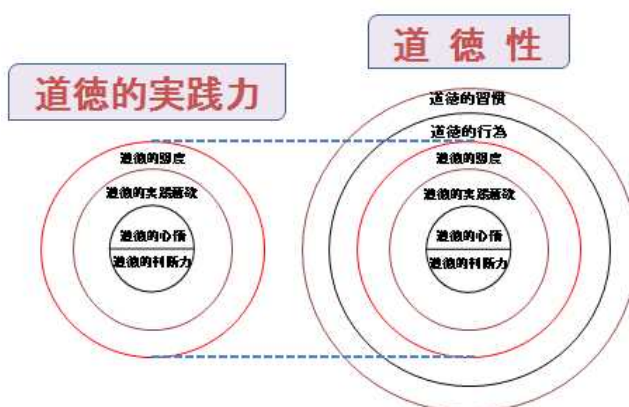 道徳的実践力
道徳的態度
道徳的実践意欲
道徳的心情
道徳的判断力
道 徳 性
道徳的習慣
道徳的行為
道徳的態度
道徳的実践意欲
道徳的心情
道徳的判断力